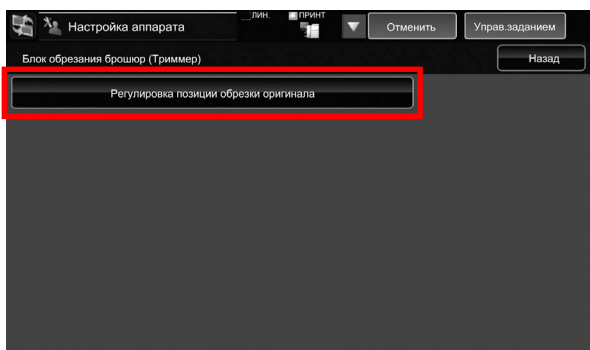 Настройка аппарата
ЛИН.
ПРИНТ
Отменить
Управ.заданием
Блок обрезания брошюр (Триммер)
Назад
Регулировка позиции обрезки оригинала